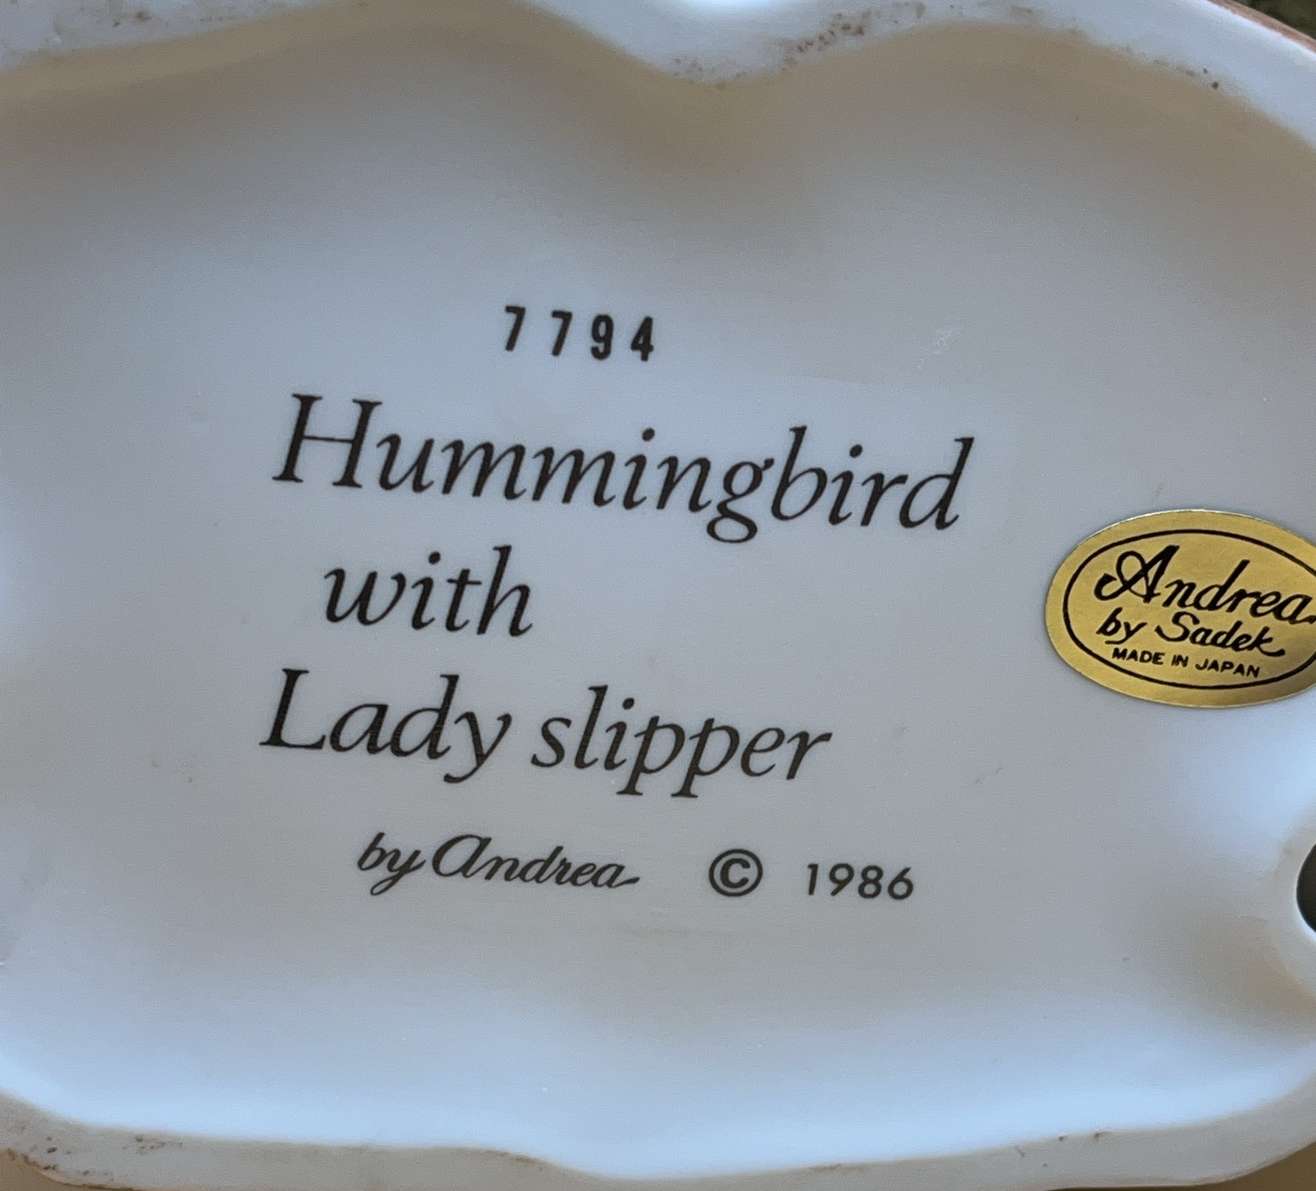 7794
Hummingbird
with
Lady slipper
by Andrea © 1986
Andrea
by Sadek
MADE IN JAPAN